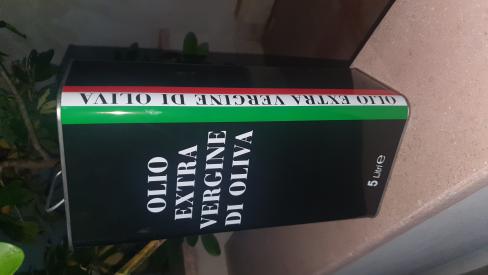 OLIO EXTRA VERGINE DI OLIVA
OLIO
EXTRA
VERGINE
DI OLIVA
5 Litri e